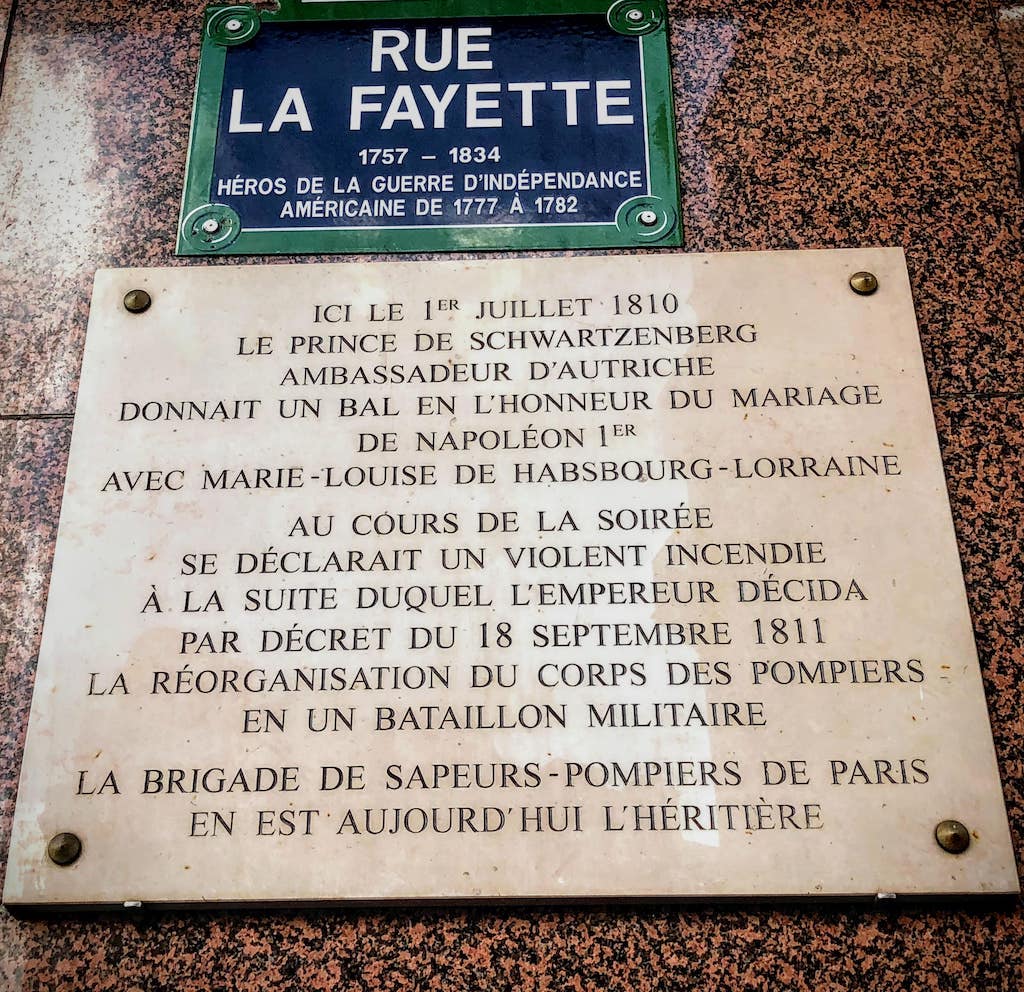 RUE
LA FAYETTE
1757 – 1834
HÉROS DE LA GUERRE D'INDÉPENDANCE
AMÉRICAINE DE 1777 À 1782
ICI LE 1ER JUILLET 1810
LE PRINCE DE SCHWARTZENBERG
AMBASSADEUR D'AUTRICHE
DONNAIT UN BAL EN L'HONNEUR DU MARIAGE
DE NAPOLÉON 1ER
AVEC MARIE-LOUISE DE HABSBOURG-LORRAINE
AU COURS DE LA SOIRÉE
SE DÉCLARAIT UN VIOLENT INCENDIE
À LA SUITE DUQUEL L'EMPEREUR DÉCIDA
PAR DÉCRET DU 18 SEPTEMBRE 1811
LA RÉORGANISATION DU CORPS DES POMPIERS
EN UN BATAILLON MILITAIRE
LA BRIGADE DE SAPEURS-POMPIERS DE PARIS
EN EST AUJOURD'HUI L'HÉRITIÈRE